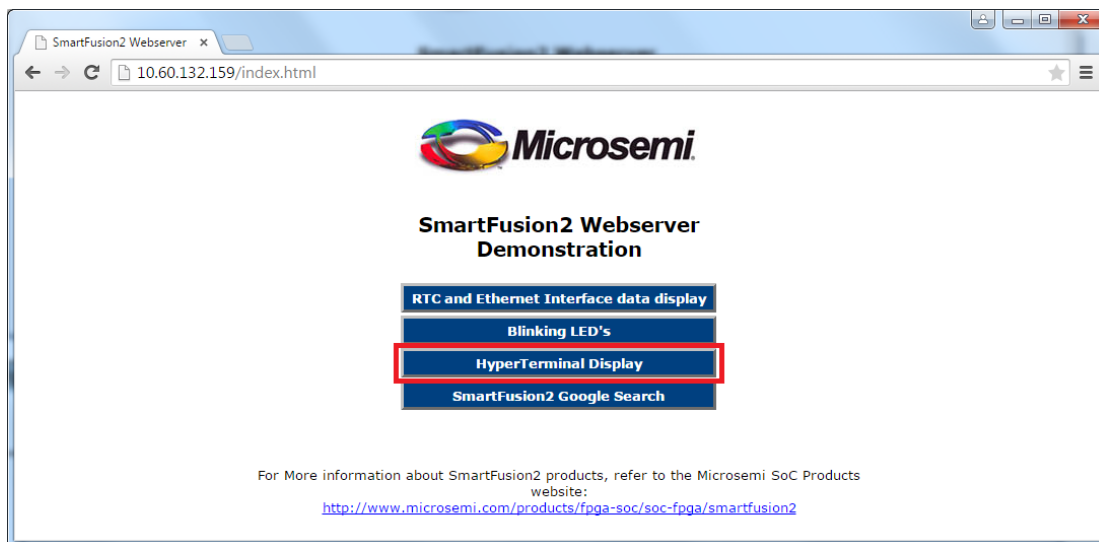 SmartFusion2 Webserver
10.60.132.159/index.html
Microsemi
SmartFusion2 Webserver
Demonstration
RTC and Ethernet Interface data display
Blinking LED's
HyperTerminal Display
SmartFusion2 Google Search
For More information about SmartFusion2 products, refer to the Microsemi SoC Products
website:
http://www.microsemi.com/products/fpga-soc/soc-fpga/smartfusion2